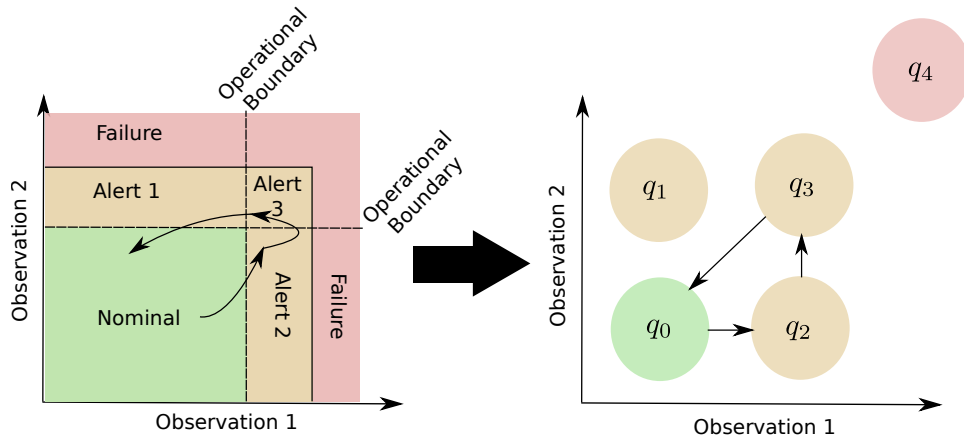 Operational
Boundary
Failure
Alert 1
Alert
3
Operational
Boundary
Observation 2
Nominal
Alert 2
Failure
Observation 1
q4
q1
q3
Observation 2
q0
q2
Observation 1